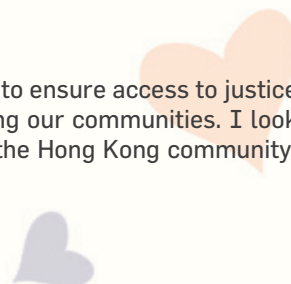 to ensure access to justice
ng our communities. I look
the Hong Kong community